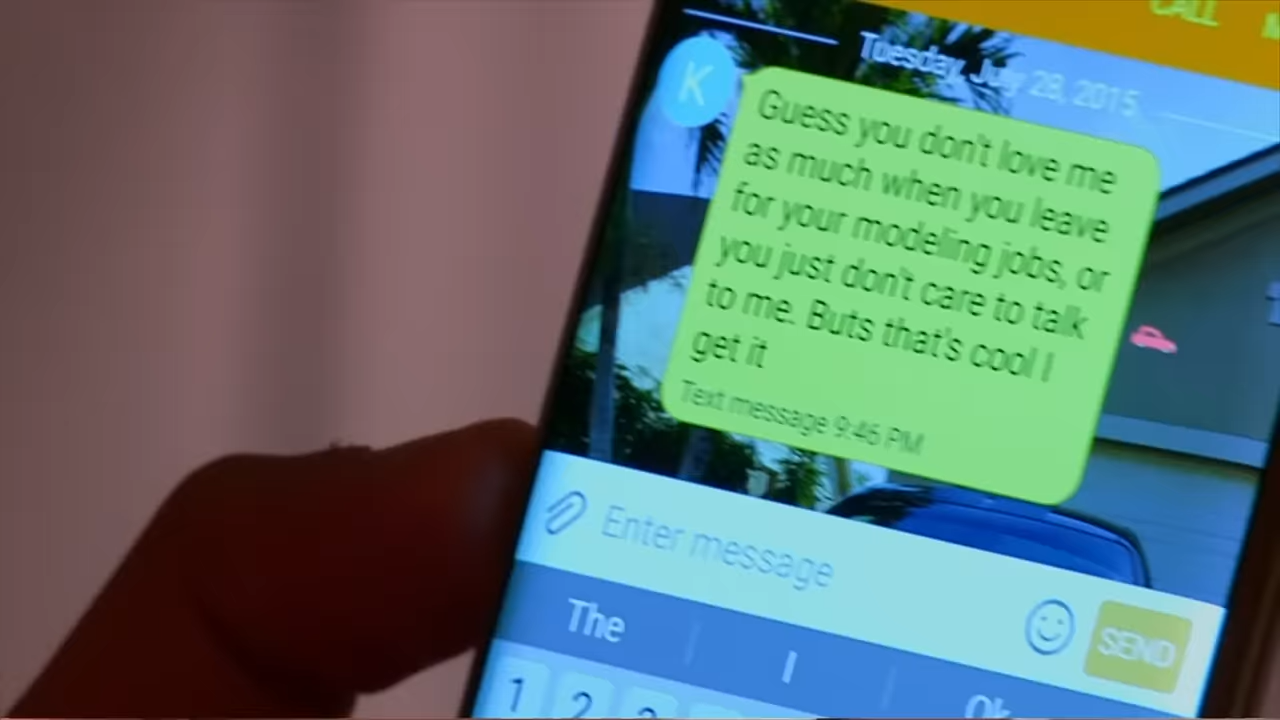 CALL
Tuesday, July 28, 2015
K
Guess you don't love me
as much when you leave
for your modeling jobs, or
you just don't care to talk
to me. Buts that's cool I
get it
Text message 9:46 PM
Enter message
SEND
The I Ok
1 2 3